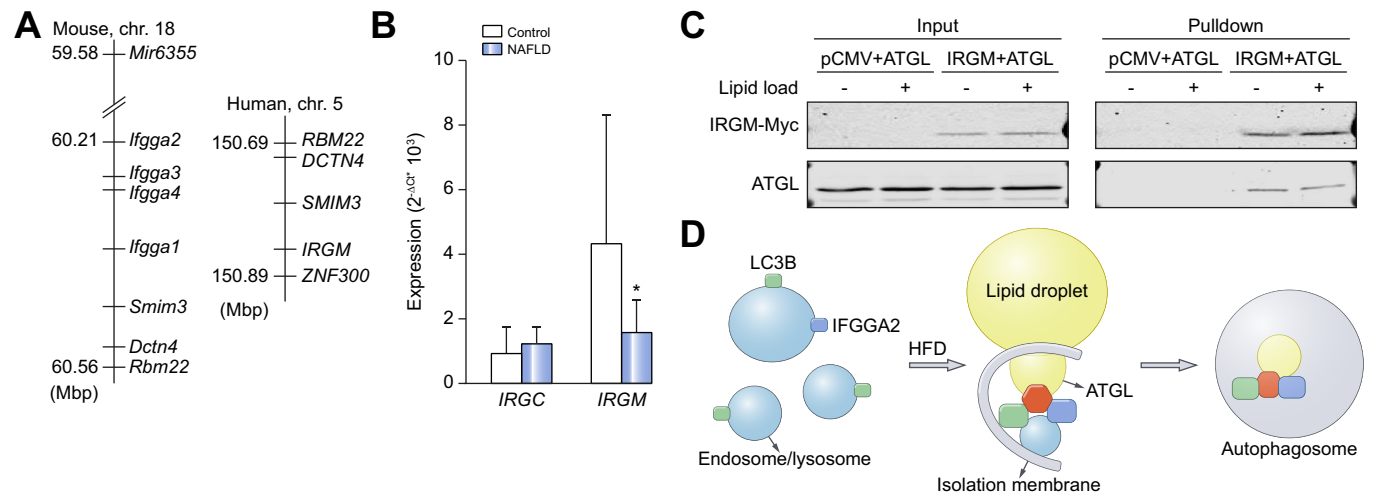 A
Mouse, chr. 18
59.58 Mir6355
60.21 Ifgga2
Ifgga3
Ifgga4
Ifgga1
Smim3
Dctn4
60.56 Rbm22
(Mbp)
Human, chr. 5
150.69 RBM22
DCTN4
SMIM3
IRGM
150.89 ZNF300
(Mbp)
B
Control
NAFLD
Expression (2-ΔCt* 10³)
10
8
6
4
2
0
*
IRGC IRGM
C
Input Pulldown
pCMV+ATGL IRGM+ATGL pCMV+ATGL IRGM+ATGL
Lipid load - + - + - + - +
IRGM-Myc
ATGL
D
LC3B
IFGGA2
Endosome/lysosome
HFD
Lipid droplet
ATGL
Isolation membrane
Autophagosome